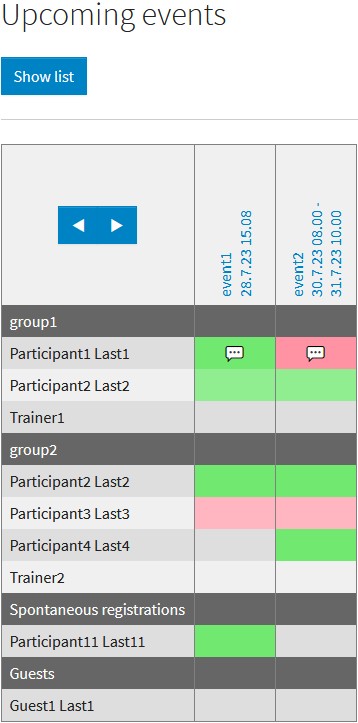 Upcoming events
Show list
event1
28.7.23 15.08
event2
30.7.23 08.00 -
31.7.23 10.00
group1
Participant1 Last1
Participant2 Last2
Trainer1
group2
Participant2 Last2
Participant3 Last3
Participant4 Last4
Trainer2
Spontaneous registrations
Participant11 Last11
Guests
Guest1 Last1